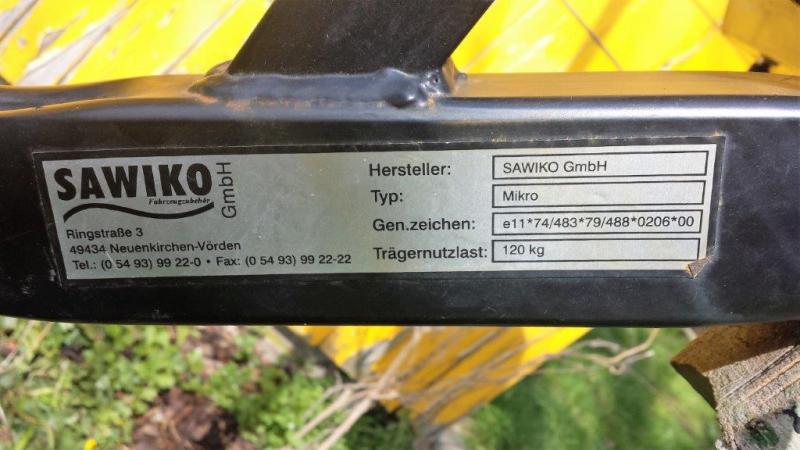 SAWIKO
GmbH
Fahrzeugzubehör
Ringstraße 3
49434 Neuenkirchen-Vörden
Tel.: (0 54 93) 99 22-0 • Fax: (0 54 93) 99 22-22
Hersteller: SAWIKO GmbH
Typ: Mikro
Gen.zeichen: e11*74/483*79/488*0206*00
Trägernutzlast: 120 kg